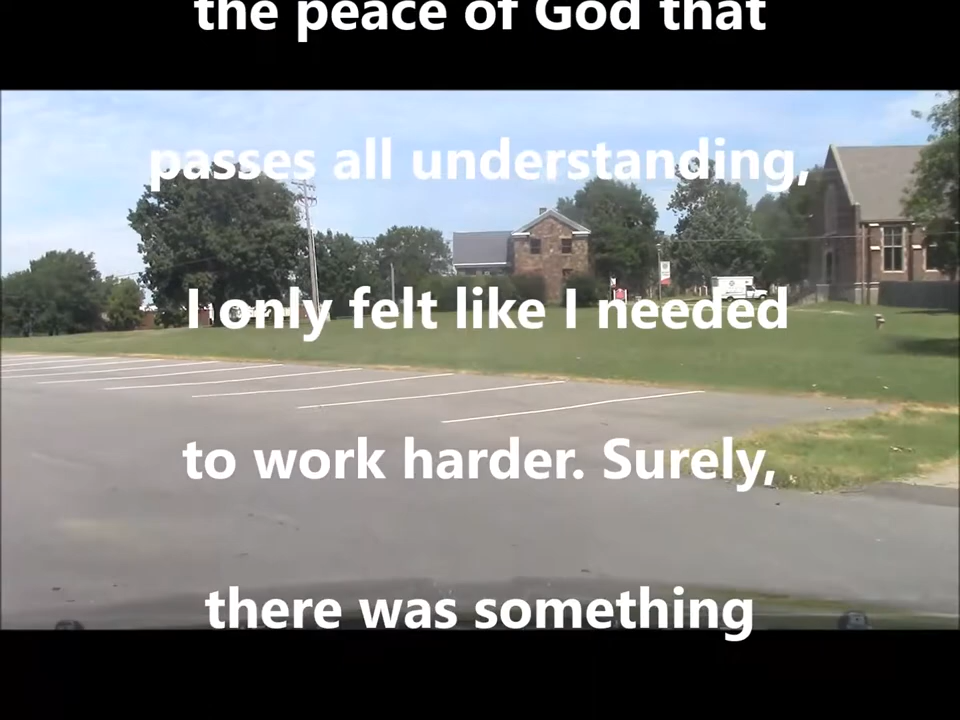 the peace of God that
passes all understanding,
I only felt like I needed
to work harder. Surely,
there was something